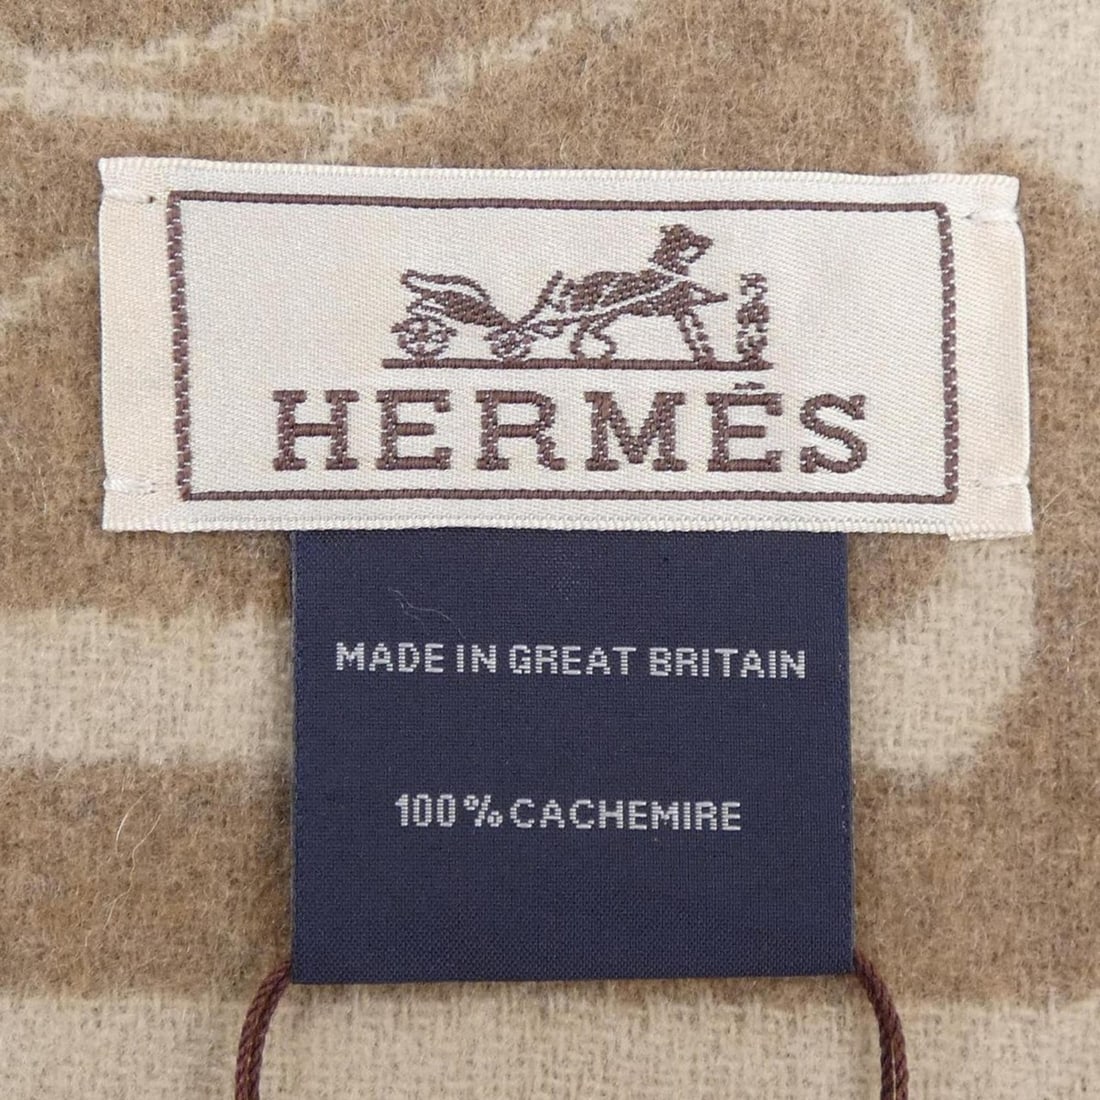 HERMÈS
MADE IN GREAT BRITAIN
100% CACHEMIRE